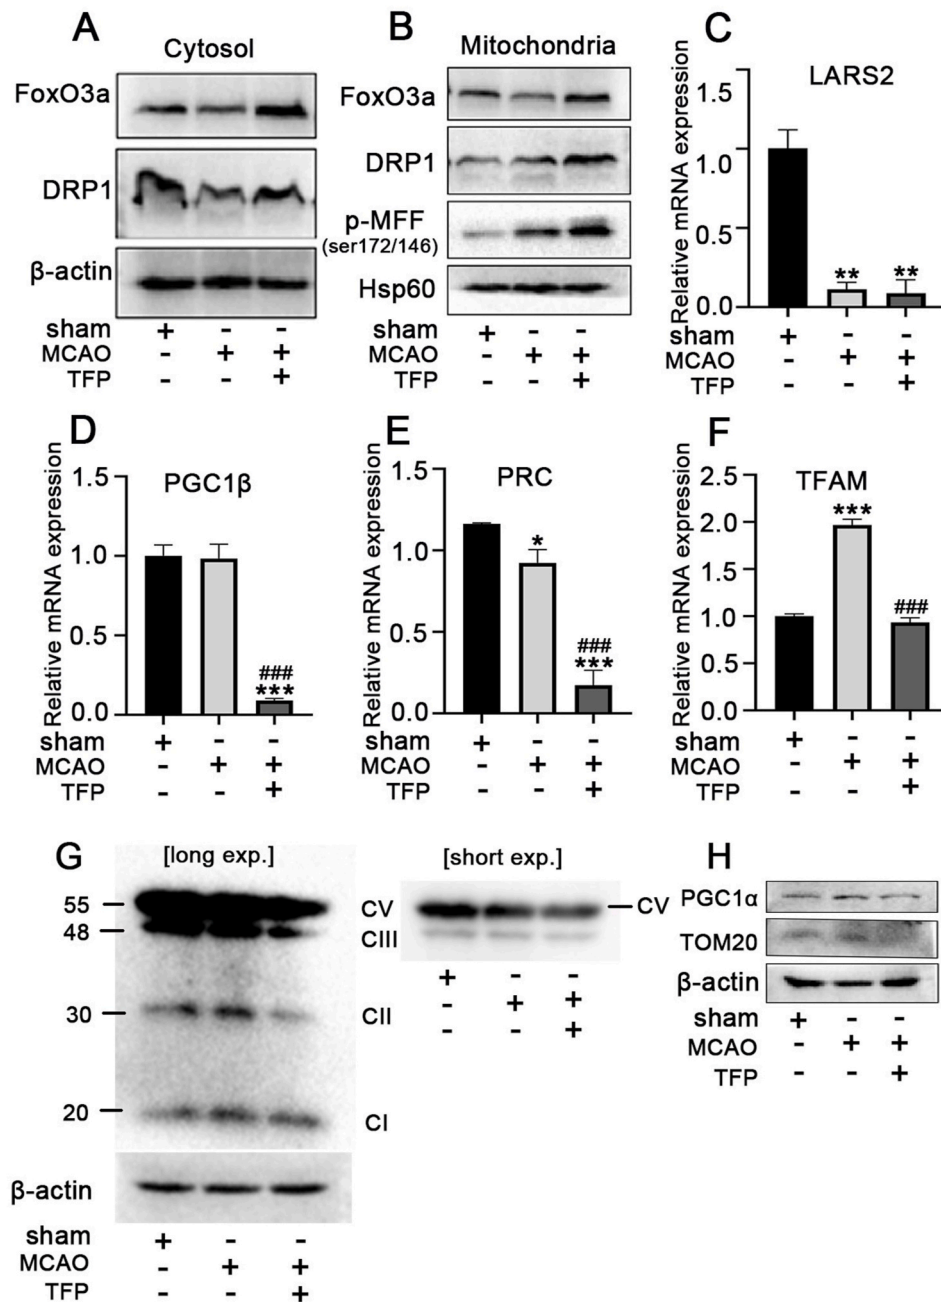 A
Cytosol
FoxO3a
DRP1
β-actin
sham + - -
MCAO - + +
TFP - - +
B
Mitochondria
FoxO3a
DRP1
p-MFF
(ser172/146)
Hsp60
sham + - -
MCAO - + +
TFP - - +
C
LARS2
Relative mRNA expression
1.5
1.0
0.5
0.0
** **
sham + - -
MCAO - + +
TFP - - +
D
PGC1β
Relative mRNA expression
1.5
1.0
0.5
0.0
###
***
sham + - -
MCAO - + +
TFP - - +
E
PRC
Relative mRNA expression
1.5
1.0
0.5
0.0
*
###
***
sham + - -
MCAO - + +
TFP - - +
F
TFAM
Relative mRNA expression
2.5
2.0
1.5
1.0
0.5
0.0
***
###
sham + - -
MCAO - + +
TFP - - +
G
[long exp.]
55
48
30
20
CV
CIII
CII
CI
β-actin
sham + - -
MCAO - + +
TFP - - +
[short exp.]
CV
+ - -
- + +
- - +
H
PGC1α
TOM20
β-actin
sham + - -
MCAO - + +
TFP - - +